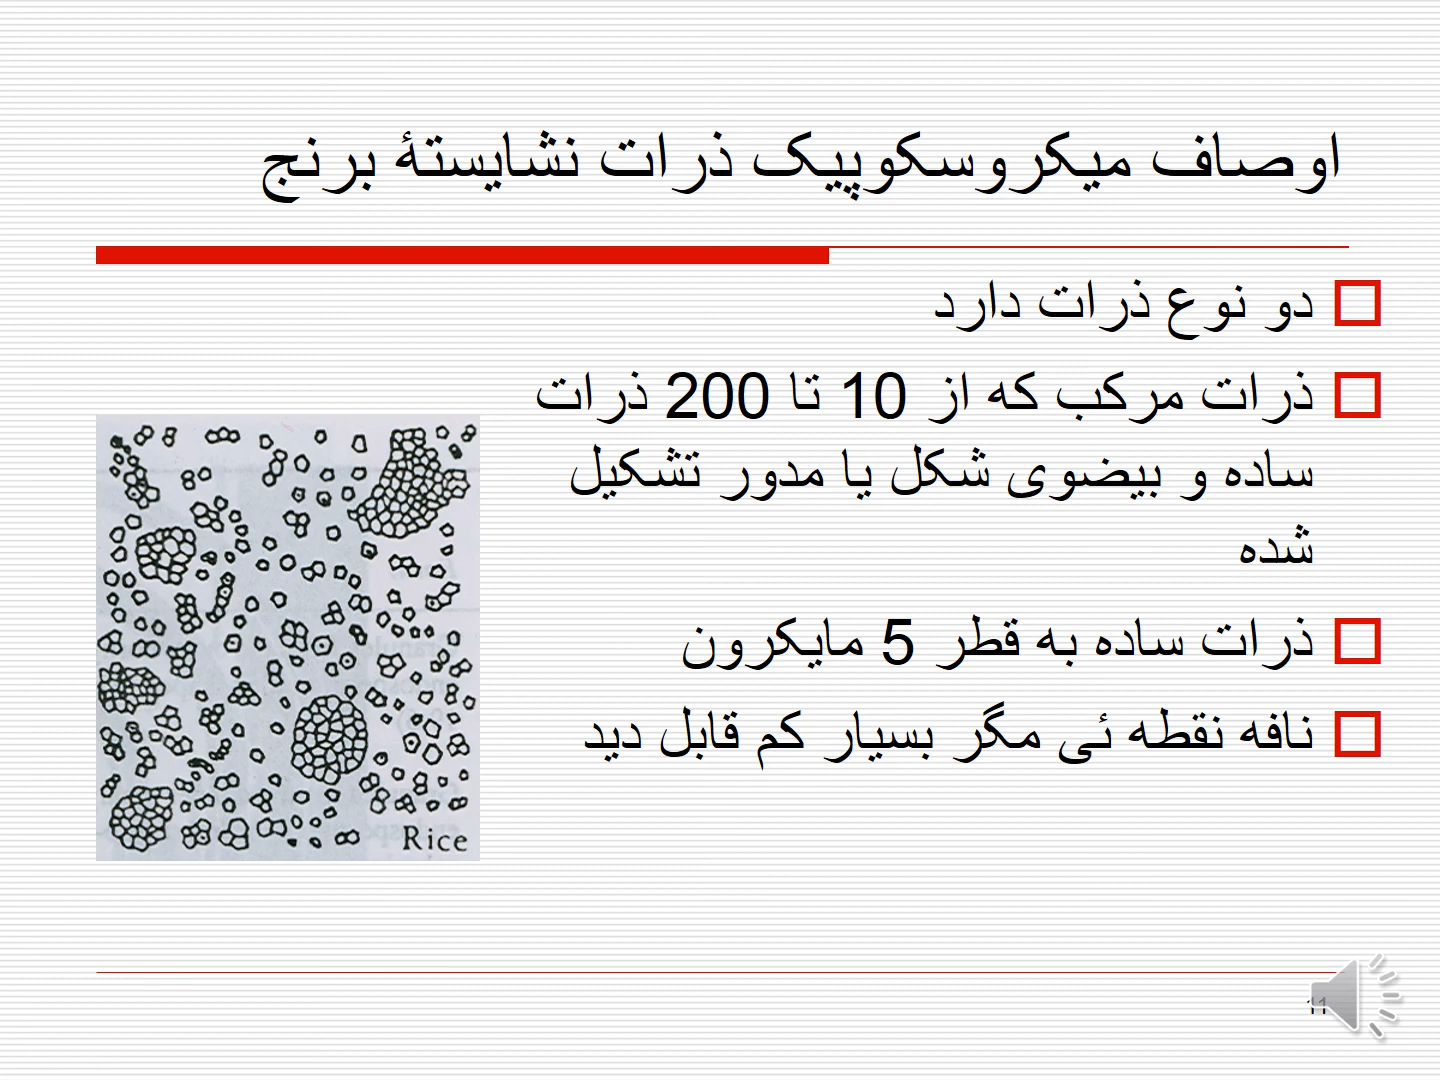 اوصاف میکروسکوپیک ذرات نشایستۀ برنج
دو نوع ذرات دارد
ذرات مرکب که از 10 تا 200 ذرات
ساده و بیضوی شکل یا مدور تشکیل
شده
ذرات ساده به قطر 5 مایکرون
نافه نقطه ئی مگر بسیار کم قابل دید
Rice
11